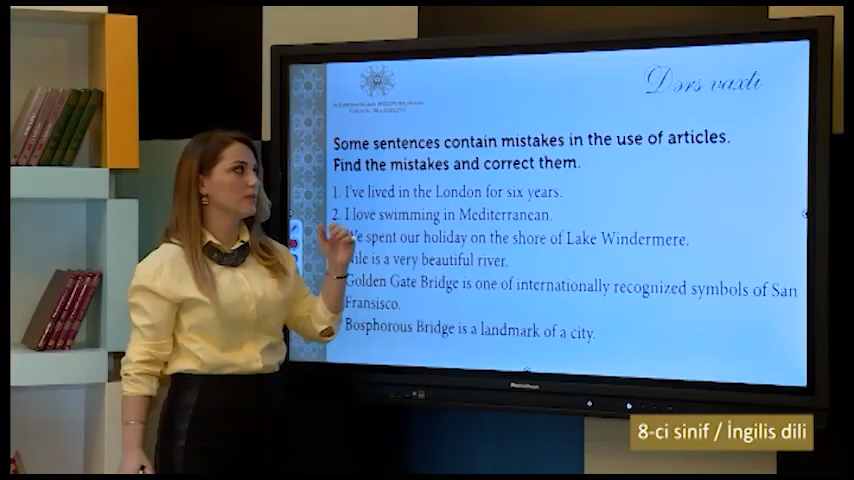 Dərs vaxtı
AZƏRBAYCAN RESPUBLİKASI
TƏHSİL NAZİRLİYİ
Some sentences contain mistakes in the use of articles.
Find the mistakes and correct them.
1. I've lived in the London for six years.
2. I love swimming in Mediterranean.
We spent our holiday on the shore of Lake Windermere.
ile is a very beautiful river.
Golden Gate Bridge is one of internationally recognized symbols of San
Fransisco.
Bosphorous Bridge is a landmark of a city.
8-ci sinif / İngilis dili